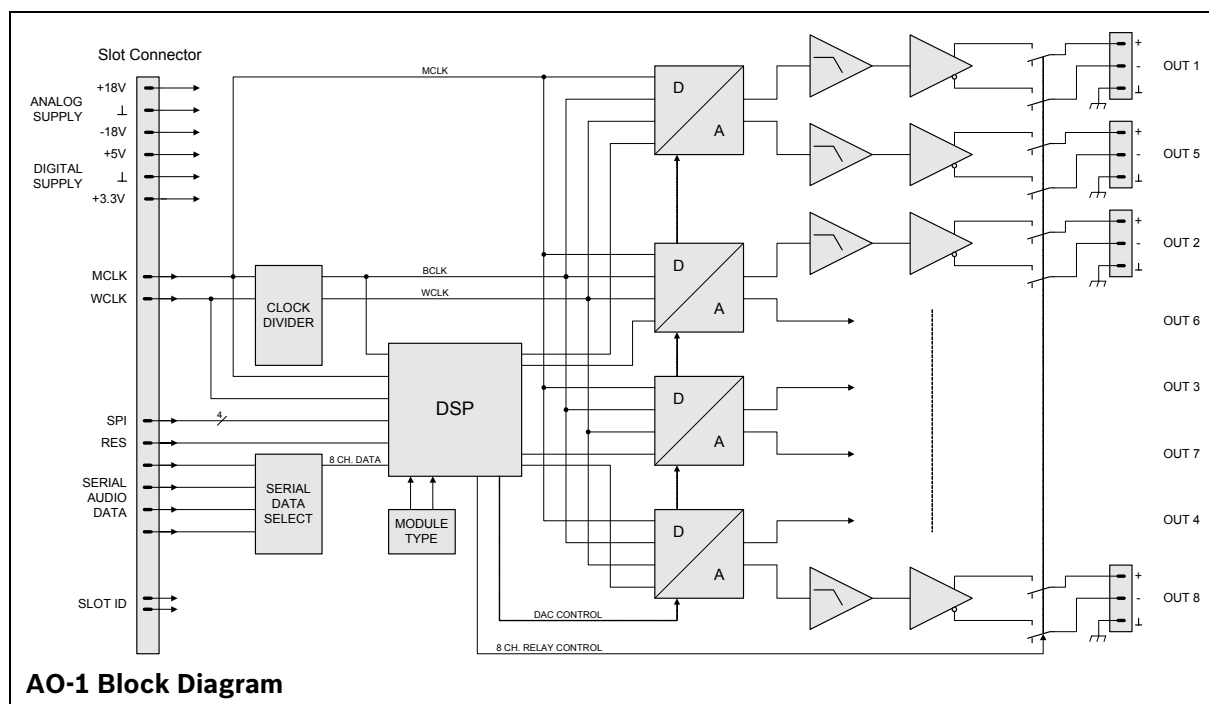 Slot Connector
+18V
ANALOG
SUPPLY
⊥
-18V
+5V
DIGITAL
SUPPLY
⊥
+3.3V
MCLK
WCLK
CLOCK
DIVIDER
MCLK
BCLK
WCLK
SPI
4
RES
SERIAL
AUDIO
DATA
SERIAL
DATA
SELECT
8 CH. DATA
DSP
MODULE
TYPE
SLOT ID
DAC CONTROL
8 CH. RELAY CONTROL
D
A
D
A
D
A
D
A
+
-
⊥
OUT 1
+
-
⊥
OUT 5
+
-
⊥
OUT 2
OUT 6
OUT 3
OUT 7
OUT 4
+
-
⊥
OUT 8
AO-1 Block Diagram